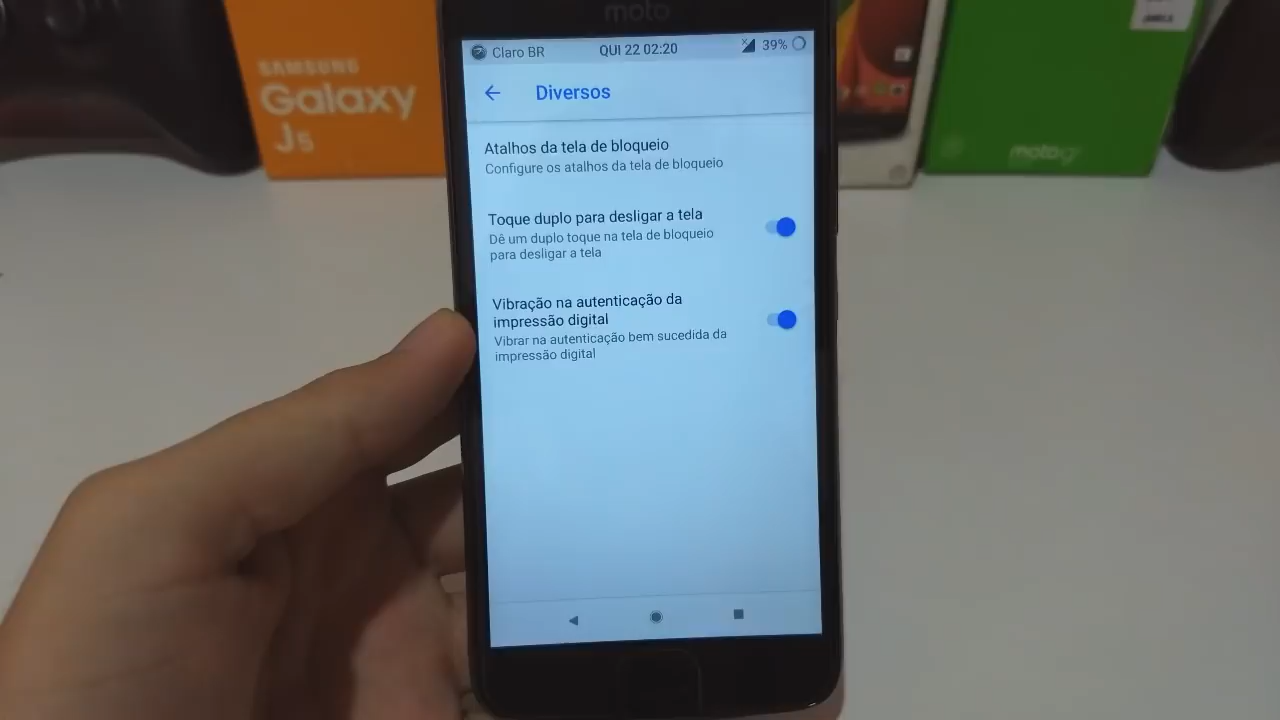 moto
Claro BR
QUI 22 02:20
39%
Diversos
Atalhos da tela de bloqueio
Configure os atalhos da tela de bloqueio
Toque duplo para desligar a tela
Dê um duplo toque na tela de bloqueio
para desligar a tela
Vibração na autenticação da
impressão digital
Vibrar na autenticação bem sucedida da
impressão digital
SAMSUNG
Galaxy
J5
moto g